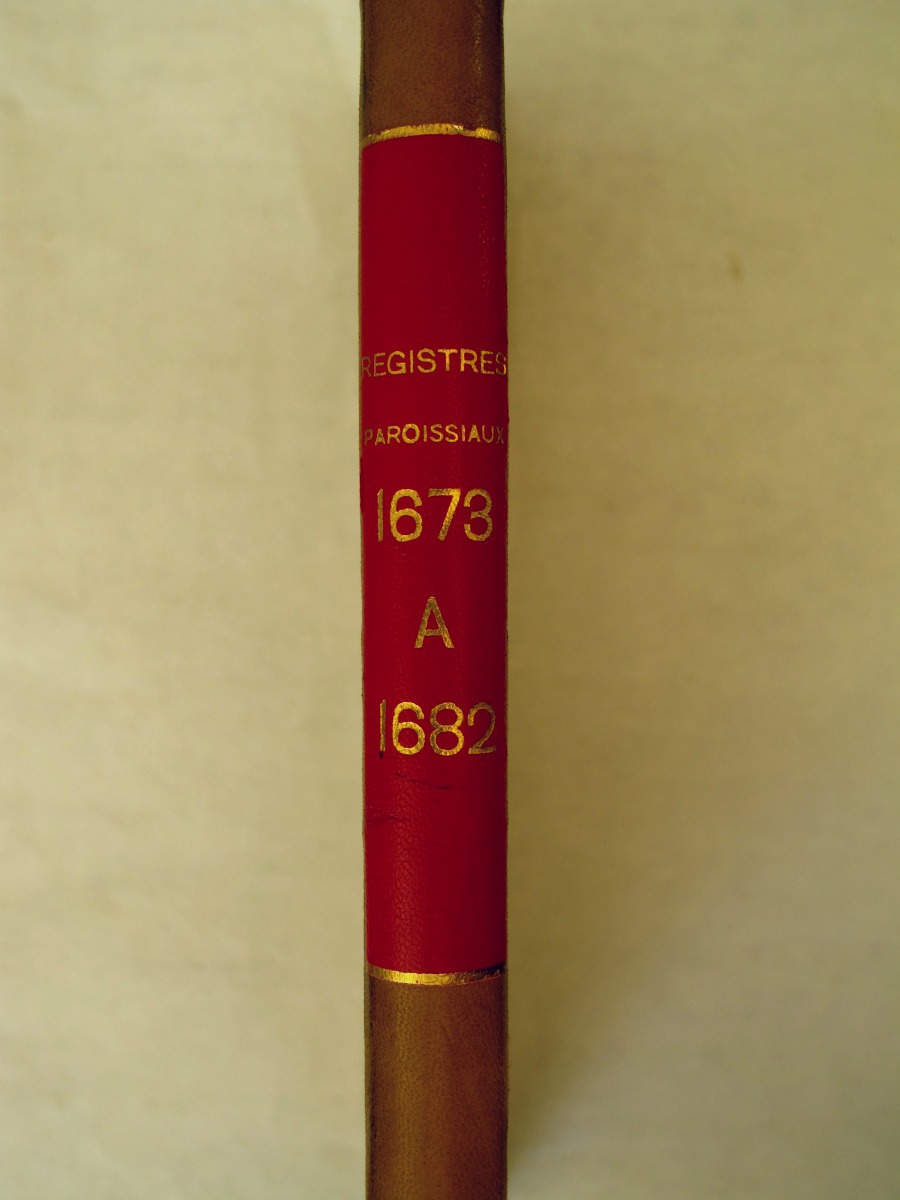 REGISTRES
PAROISSIAUX
1673
A
1682